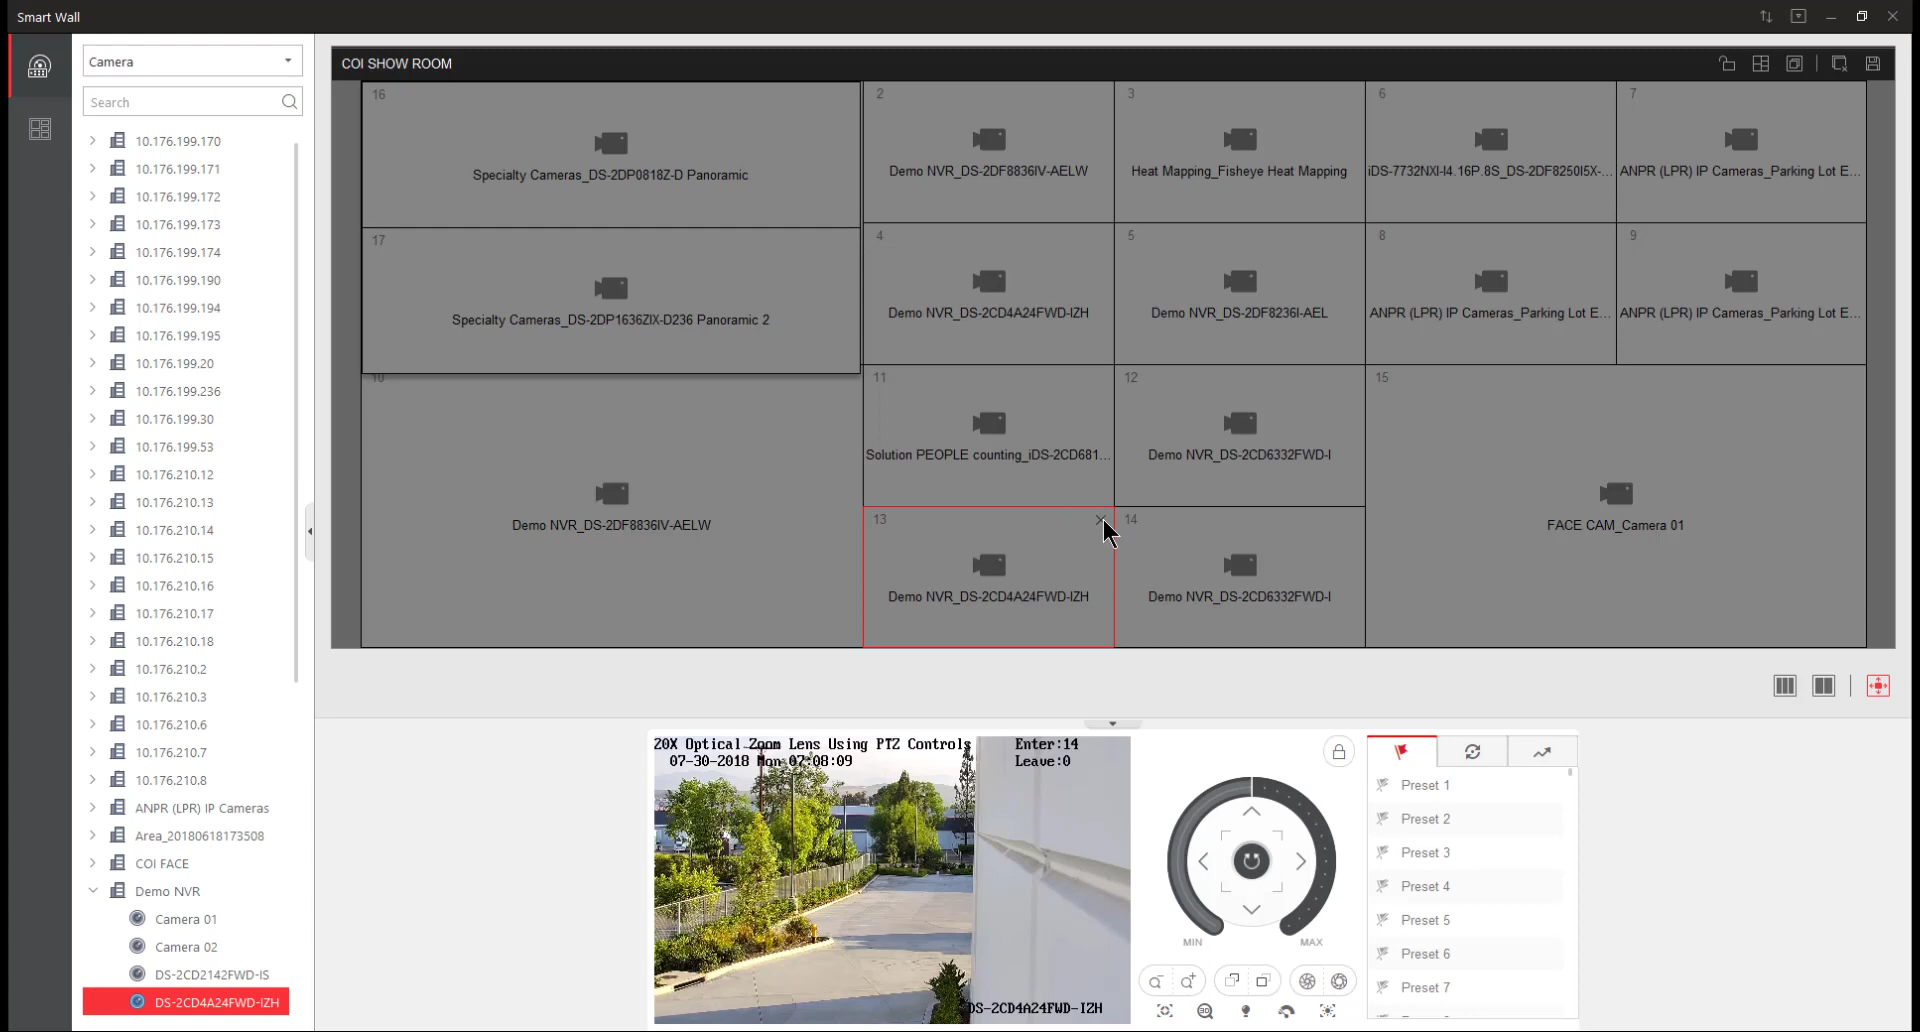 Smart Wall
Camera
Search
10.176.199.170
10.176.199.171
10.176.199.172
10.176.199.173
10.176.199.174
10.176.199.190
10.176.199.194
10.176.199.195
10.176.199.20
10.176.199.236
10.176.199.30
10.176.199.53
10.176.210.12
10.176.210.13
10.176.210.14
10.176.210.15
10.176.210.16
10.176.210.17
10.176.210.18
10.176.210.2
10.176.210.3
10.176.210.6
10.176.210.7
10.176.210.8
ANPR (LPR) IP Cameras
Area_20180618173508
COI FACE
Demo NVR
Camera 01
Camera 02
DS-2CD2142FWD-IS
DS-2CD4A24FWD-IZH
COI SHOW ROOM
16
Specialty Cameras_DS-2DP0818Z-D Panoramic
2
Demo NVR_DS-2DF8836IV-AELW
3
Heat Mapping_Fisheye Heat Mapping
6
iDS-7732NXI-I4.16P.8S_DS-2DF8250I5X-...
7
ANPR (LPR) IP Cameras_Parking Lot E...
17
Specialty Cameras_DS-2DP1636ZIX-D236 Panoramic 2
4
Demo NVR_DS-2CD4A24FWD-IZH
5
Demo NVR_DS-2DF8236I-AEL
8
ANPR (LPR) IP Cameras_Parking Lot E...
9
ANPR (LPR) IP Cameras_Parking Lot E...
10
Demo NVR_DS-2DF8836IV-AELW
11
Solution PEOPLE counting_iDS-2CD681...
12
Demo NVR_DS-2CD6332FWD-I
15
FACE CAM_Camera 01
13
Demo NVR_DS-2CD4A24FWD-IZH
14
Demo NVR_DS-2CD6332FWD-I
20X Optical Zoom Lens Using PTZ Controls
07-30-2018 Mon 07:08:09
Enter:14
Leave:0
DS-2CD4A24FWD-IZH
MIN
MAX
3D
Preset 1
Preset 2
Preset 3
Preset 4
Preset 5
Preset 6
Preset 7